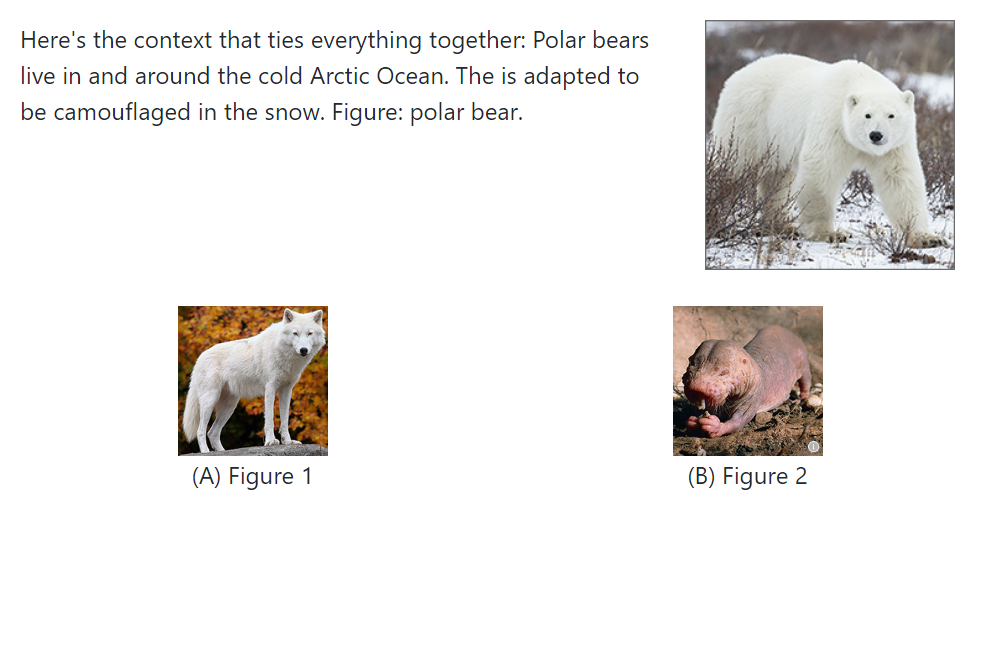 Here's the context that ties everything together: Polar bears
live in and around the cold Arctic Ocean. The is adapted to
be camouflaged in the snow. Figure: polar bear.
(A) Figure 1
(B) Figure 2